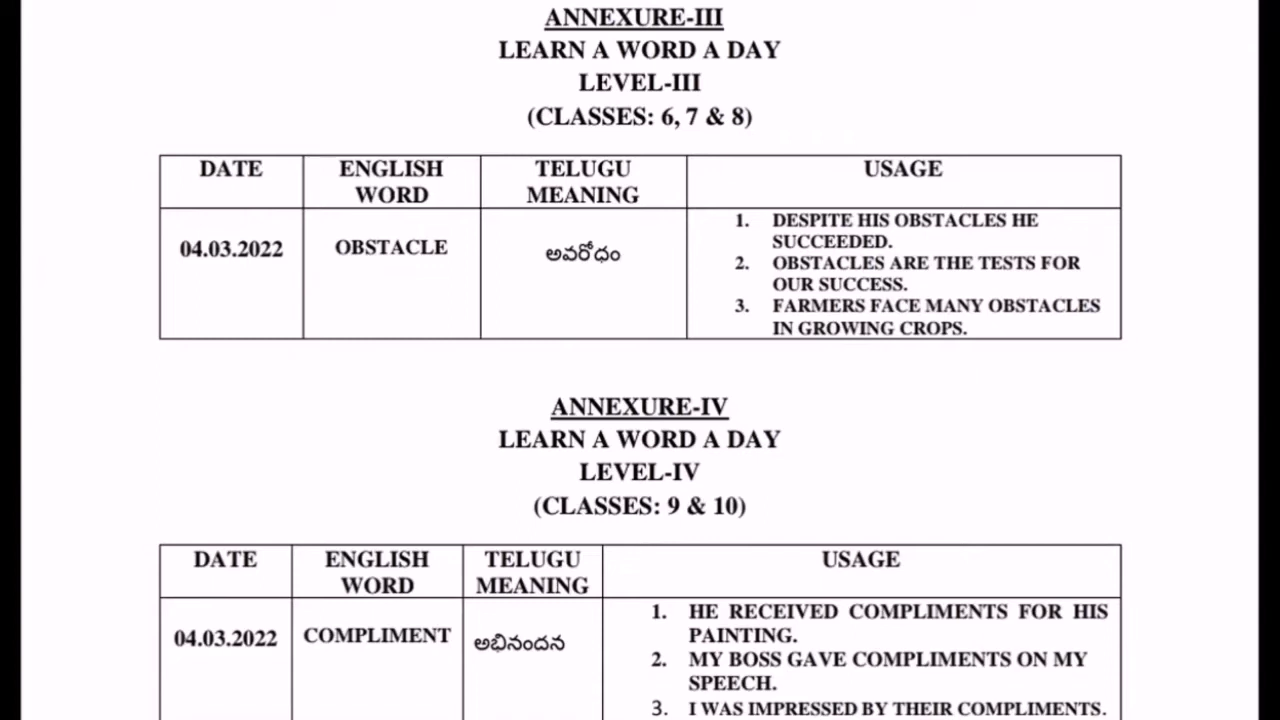 ANNEXURE-III
LEARN A WORD A DAY
LEVEL-III
(CLASSES: 6, 7 & 8)
DATE
ENGLISH
WORD
TELUGU
MEANING
USAGE
04.03.2022
OBSTACLE
అవరోధం
1. DESPITE HIS OBSTACLES HE
SUCCEEDED.
2. OBSTACLES ARE THE TESTS FOR
OUR SUCCESS.
3. FARMERS FACE MANY OBSTACLES
IN GROWING CROPS.
ANNEXURE-IV
LEARN A WORD A DAY
LEVEL-IV
(CLASSES: 9 & 10)
DATE
ENGLISH
WORD
TELUGU
MEANING
USAGE
04.03.2022
COMPLIMENT
అభినందన
1. HE RECEIVED COMPLIMENTS FOR HIS
PAINTING.
2. MY BOSS GAVE COMPLIMENTS ON MY
SPEECH.
3. I WAS IMPRESSED BY THEIR COMPLIMENTS.